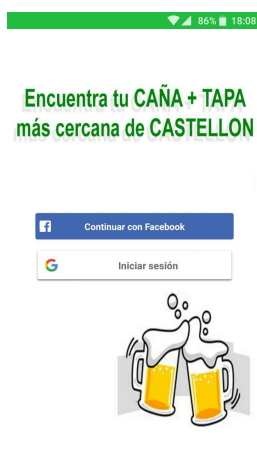 86% 18:08
Encuentra tu CAÑA + TAPA
más cercana de CASTELLON
f Continuar con Facebook
G Iniciar sesión